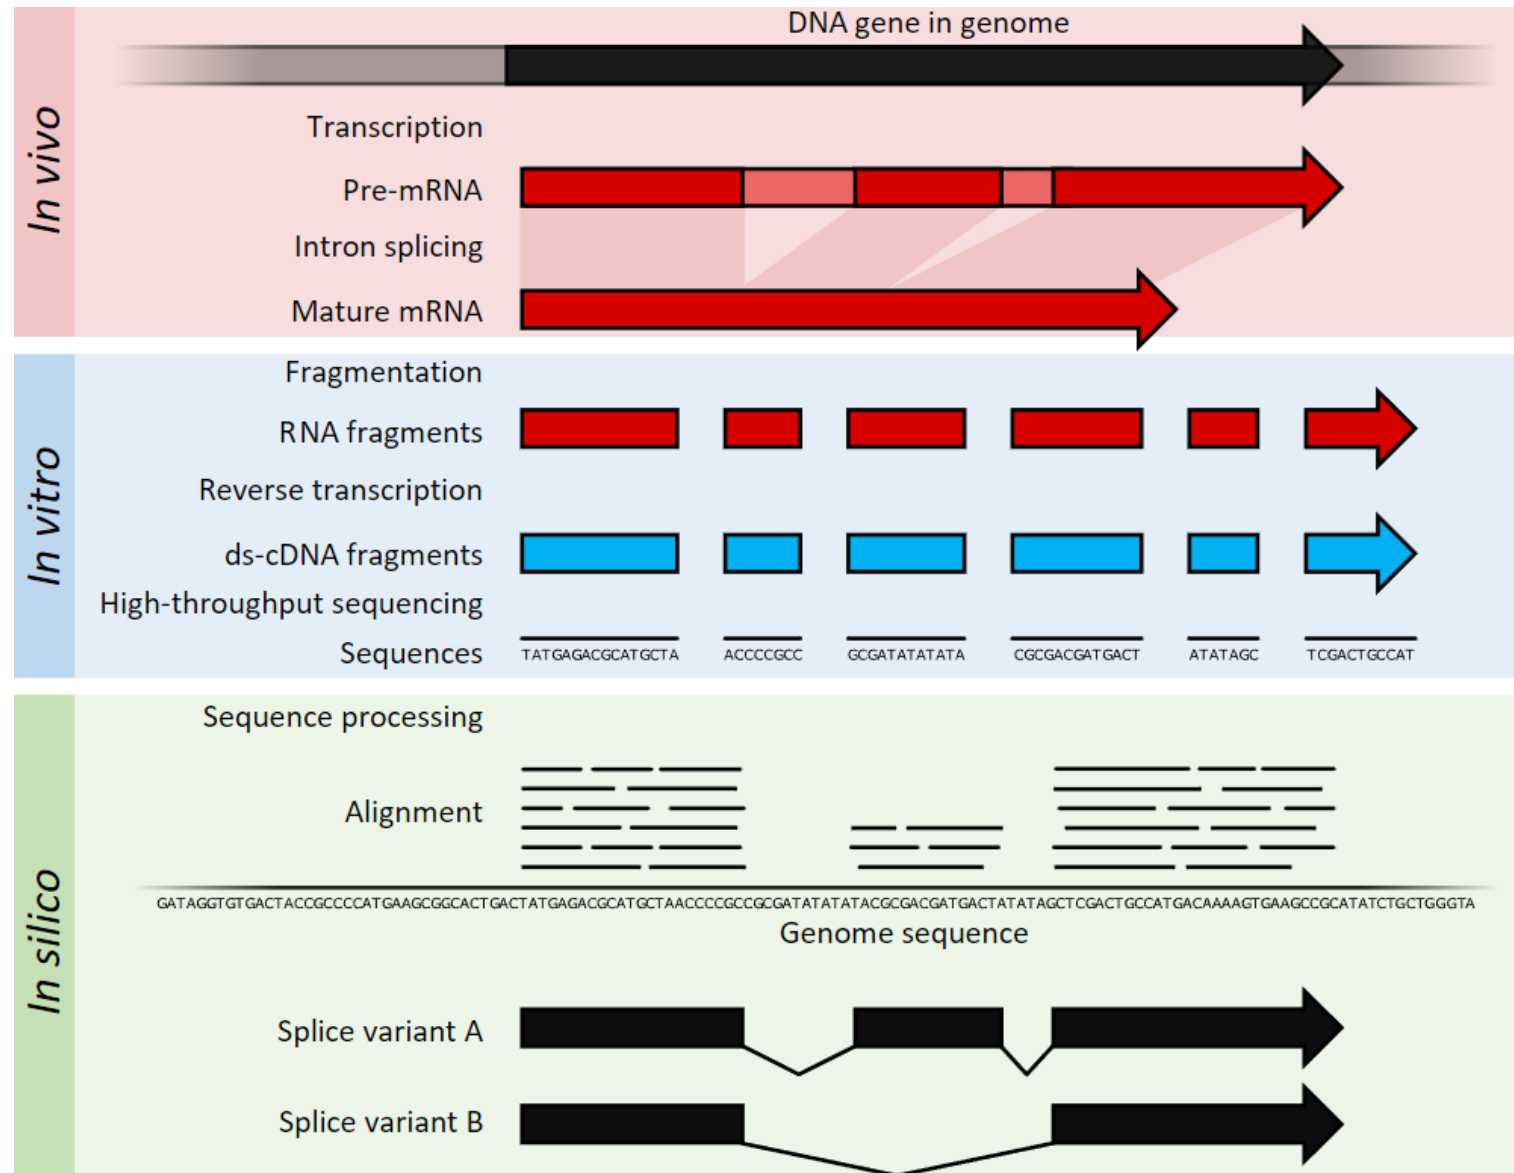 DNA gene in genome
In vivo
Transcription
Pre-mRNA
Intron splicing
Mature mRNA
In vitro
Fragmentation
RNA fragments
Reverse transcription
ds-cDNA fragments
High-throughput sequencing
Sequences TATGAGACGCATGCTA ACCCCGCC GCGATATATATA CGCGACGATGACT ATATAGC TCGACTGCCAT
In silico
Sequence processing
Alignment
GATAGGTGTGACTACCGCCCCATGAAGCGGCACTGACTATGAGACGCATGCTAACCCCGCCGCGATATATATACGCGACGATGACTATATAGCTCGACTGCCATGACAAAAGTGAAGCCGCATATCTGCTGGGTA
Genome sequence
Splice variant A
Splice variant B